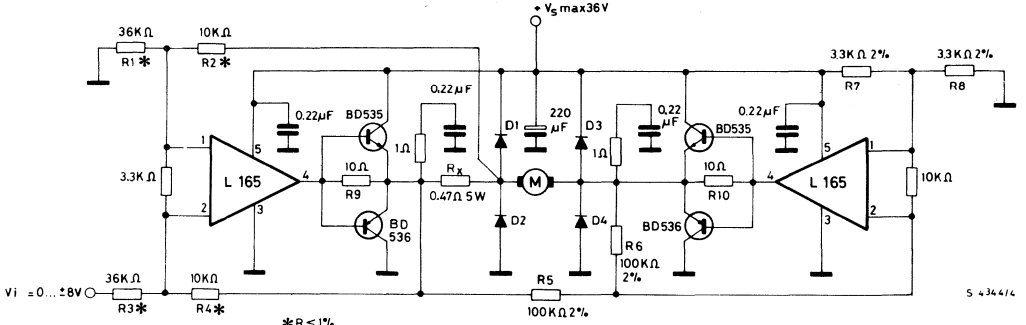 + Vs max 36V
36KΩ
R1 *
10KΩ
R2 *
3.3KΩ 2%
R7
3.3KΩ 2%
R8
0.22μF
0.22μF
220
μF
0,22
μF
0.22μF
BD535
BD535
D1
D3
1Ω
1Ω
1
5
L 165
4
2
3
3.3KΩ
10Ω
R9
Rx
0.47Ω 5W
M
10Ω
R10
4
5
1
L 165
2
3
10KΩ
BD
536
D2
D4
BD536
R6
100KΩ
2%
Vi =0...±8V
36KΩ
R3*
10KΩ
R4*
R5
100KΩ 2%
S 4344/4
*R≤1%